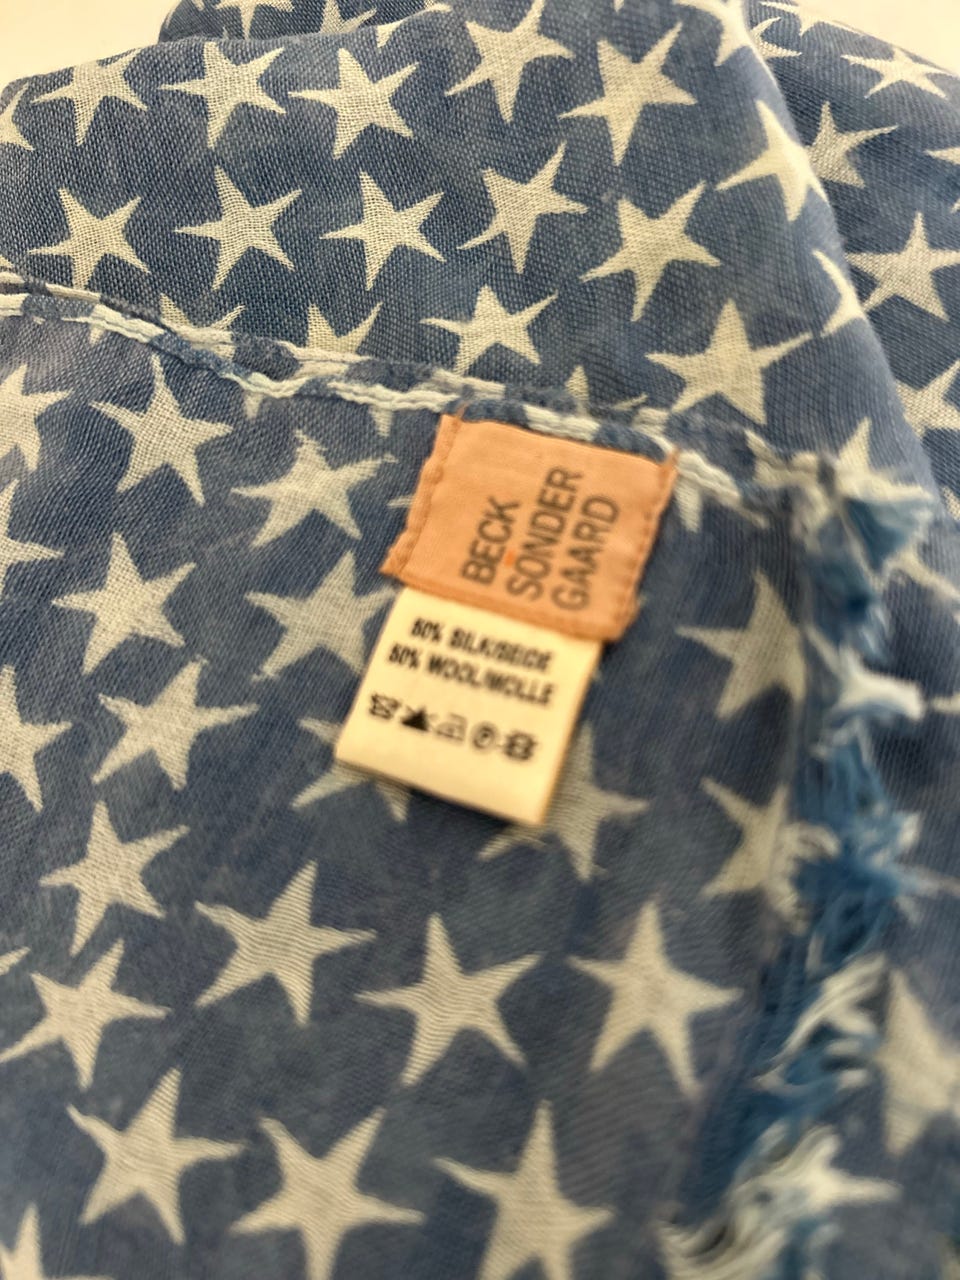 BECK
SONDER
GAARD
50% SILK/SEIDE
50% WOOL/WOLLE